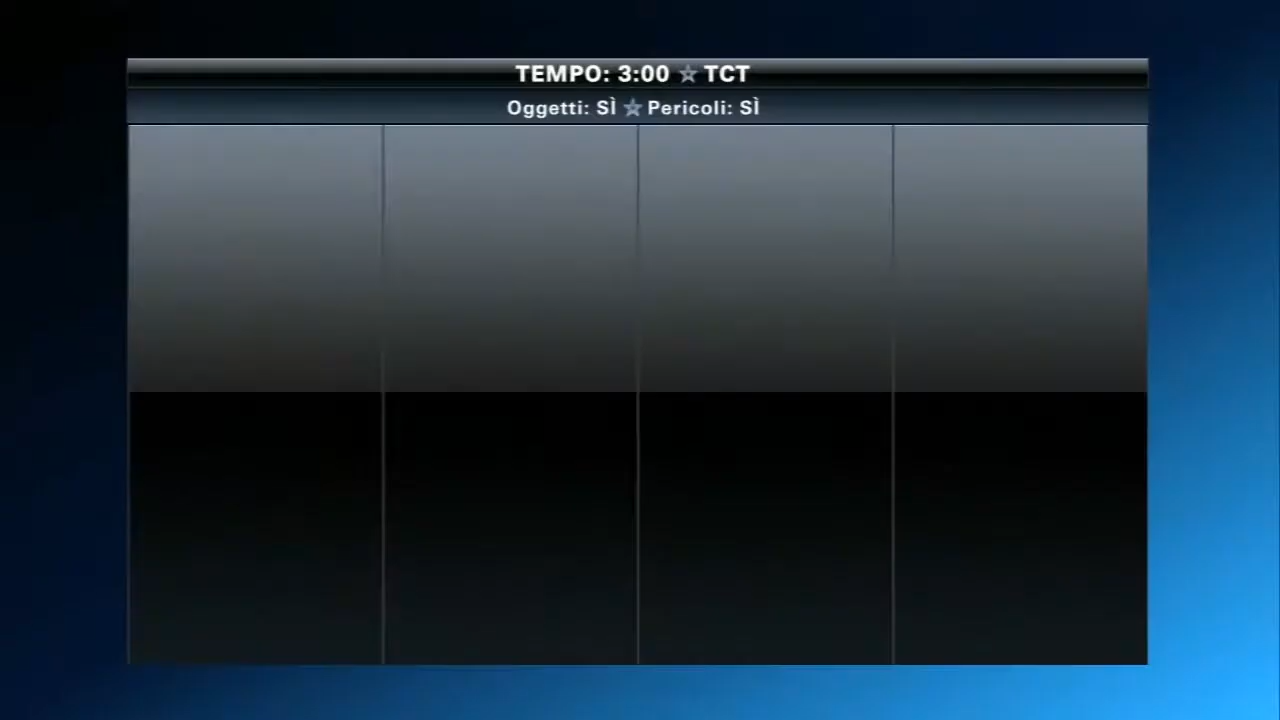 TEMPO: 3:00 ☆ TCT
Oggetti: SÌ ☆ Pericoli: SÌ